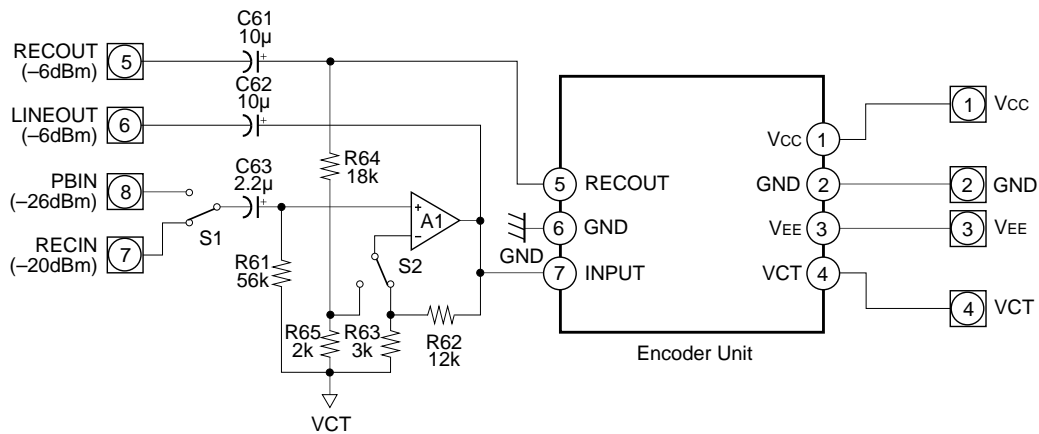 C61
10µ
RECOUT
(–6dBm)
5
C62
10µ
LINEOUT
(–6dBm)
6
C63
2.2µ
PBIN
(–26dBm)
8
RECIN
(–20dBm)
7
S1
R61
56k
R64
18k
R65
2k
R63
3k
R62
12k
S2
+
A1
–
VCT
5 RECOUT
6 GND
GND
7 INPUT
VCC 1
GND 2
VEE 3
VCT 4
Encoder Unit
1 VCC
2 GND
3 VEE
4 VCT